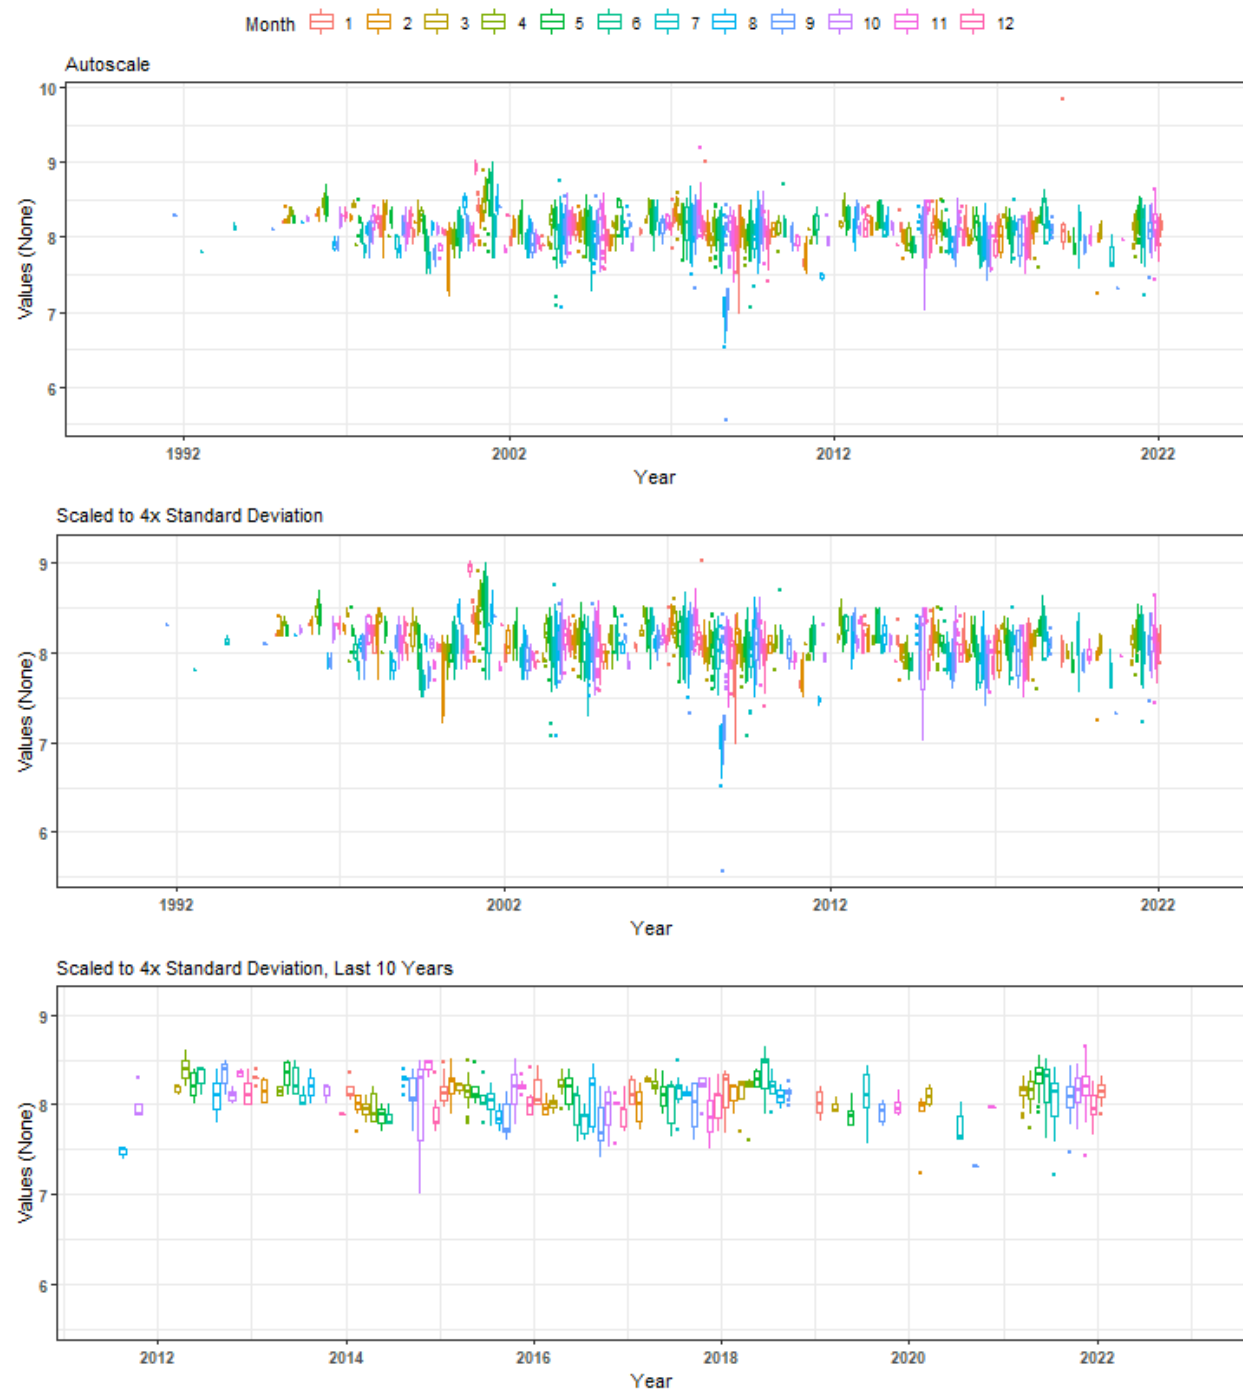 Month 1 2 3 4 5 6 7 8 9 10 11 12
Autoscale
10
9
8
7
6
Values (None)
1992 2002 2012 2022
Year
Scaled to 4x Standard Deviation
9
8
7
6
Values (None)
1992 2002 2012 2022
Year
Scaled to 4x Standard Deviation, Last 10 Years
9
8
7
6
Values (None)
2012 2014 2016 2018 2020 2022
Year